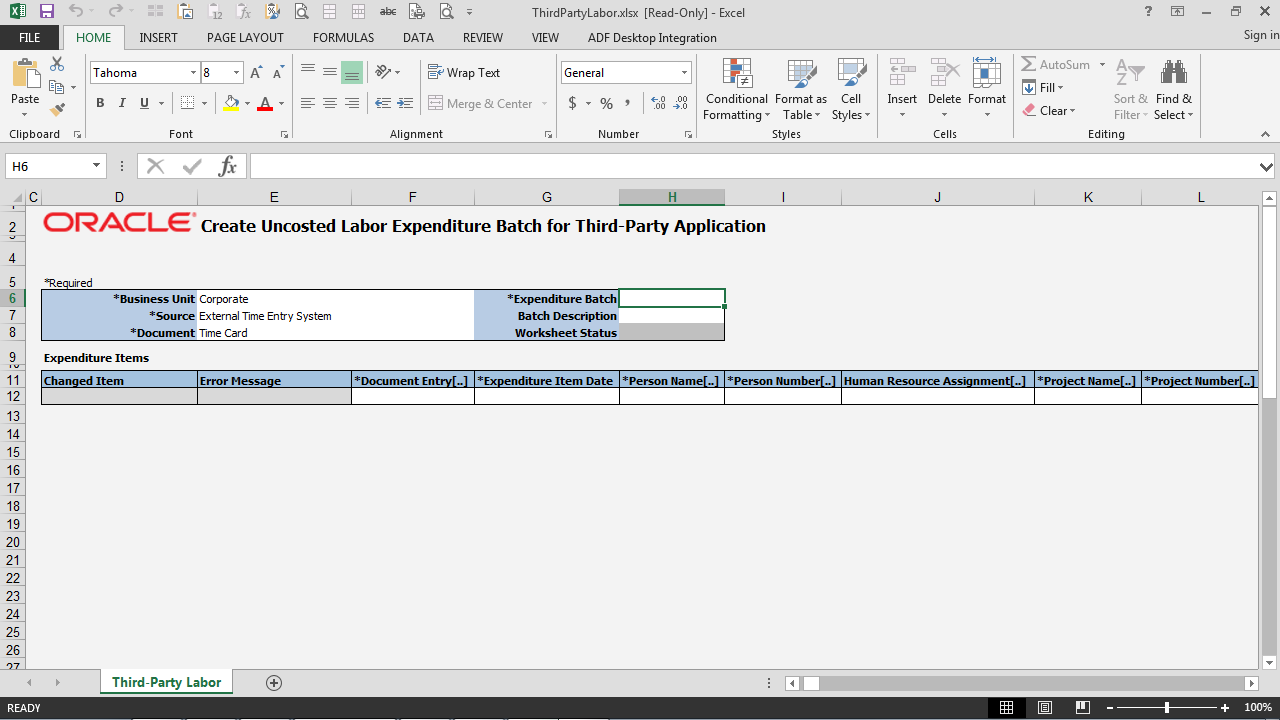 ThirdPartyLabor.xlsx [Read-Only] - Excel
FILE HOME INSERT PAGE LAYOUT FORMULAS DATA REVIEW VIEW ADF Desktop Integration Sign in
Tahoma 8 Wrap Text General AutoSum
Paste Conditional Format as Cell Insert Delete Format Fill Sort & Find &
B I U Merge & Center $ % , Formatting Table Styles Clear Filter Select
Clipboard Font Alignment Number Styles Cells Editing
H6 fx
C D E F G H I J K L
2 ORACLE Create Uncosted Labor Expenditure Batch for Third-Party Application
4
5 *Required
6 *Business Unit Corporate *Expenditure Batch
7 *Source External Time Entry System Batch Description
8 *Document Time Card Worksheet Status
9 Expenditure Items
11 Changed Item Error Message *Document Entry[..] *Expenditure Item Date *Person Name[..] *Person Number[..] Human Resource Assignment[..] *Project Name[..] *Project Number[..]
12
13
14
15
16
17
18
19
20
21
22
23
24
25
26
27
Third-Party Labor
READY 100%